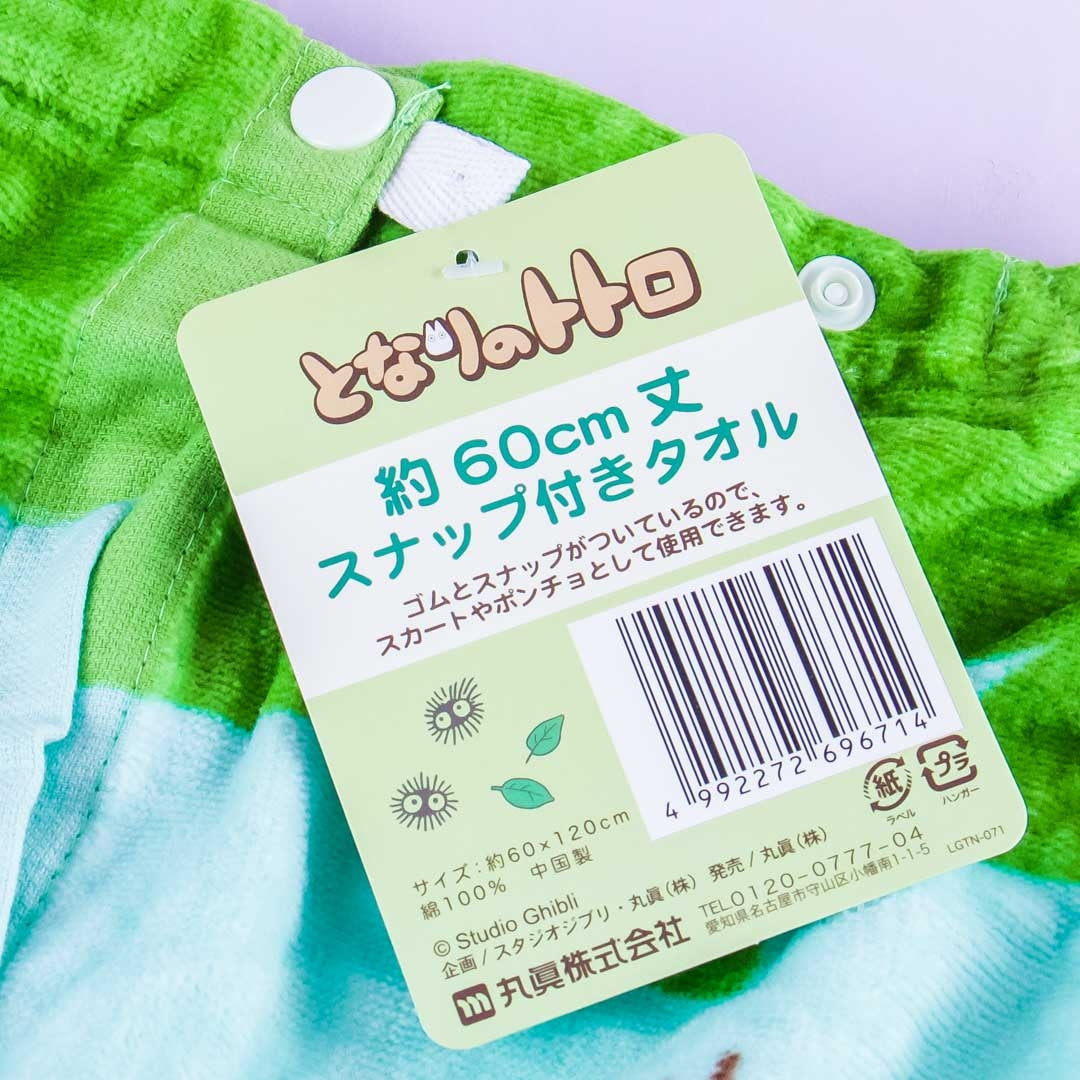 となりのトトロ
約60cm丈
スナップ付きタオル
ゴムとスナップがついているので、
スカートやポンチョとして使用できます。
4 992272 696714
紙
ラベル
プラ
ハンガー
サイズ:約60×120cm
綿100% 中国製
© Studio Ghibli
企画/スタジオジブリ・丸眞(株) 発売/丸眞(株)
丸眞株式会社
TEL0120-0777-04
愛知県名古屋市守山区小幡南1-1-5
LGTN-071